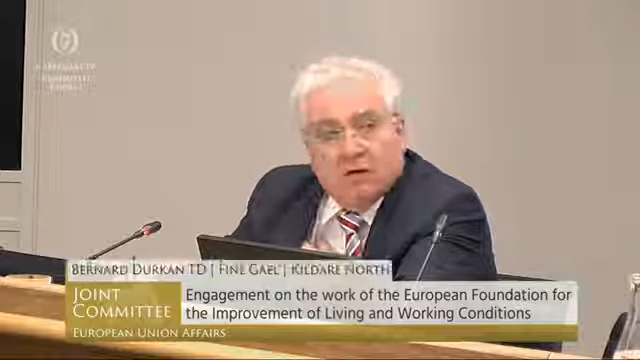 BERNARD DURKAN TD | FINE GAEL | KILDARE NORTH
JOINT
COMMITTEE
Engagement on the work of the European Foundation for
the Improvement of Living and Working Conditions
EUROPEAN UNION AFFAIRS